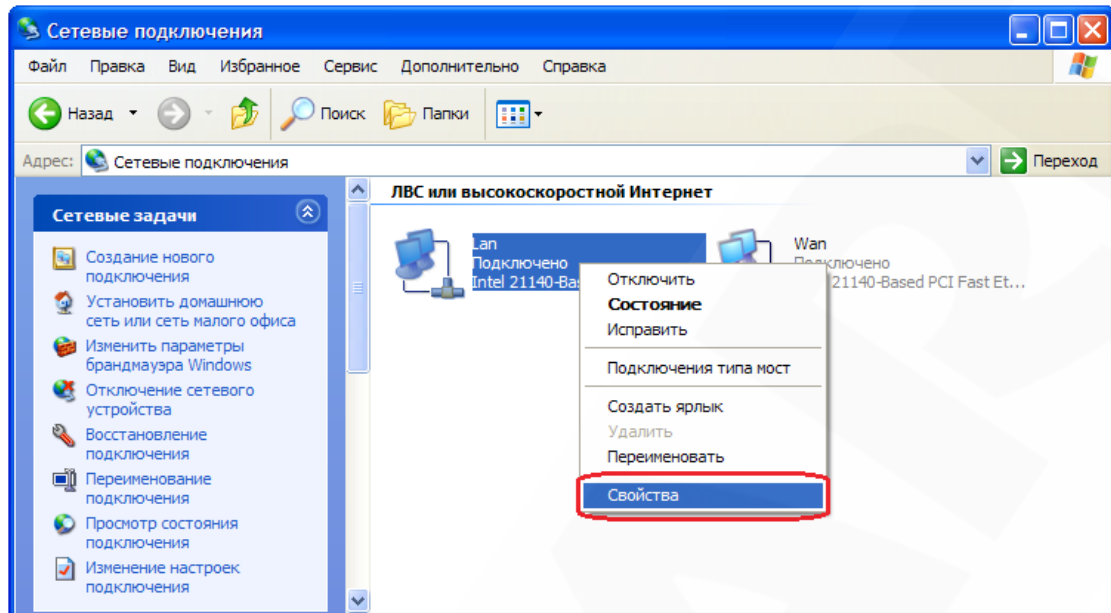 Сетевые подключения
Файл Правка Вид Избранное Сервис Дополнительно Справка
Назад Поиск Папки
Адрес: Сетевые подключения Переход
Сетевые задачи
Создание нового
подключения
Установить домашнюю
сеть или сеть малого офиса
Изменить параметры
брандмауэра Windows
Отключение сетевого
устройства
Восстановление
подключения
Переименование
подключения
Просмотр состояния
подключения
Изменение настроек
подключения
ЛВС или высокоскоростной Интернет
Lan
Подключено
Intel 21140-Bas
Wan
Подключено
21140-Based PCI Fast Et...
Отключить
Состояние
Исправить
Подключения типа мост
Создать ярлык
Удалить
Переименовать
Свойства